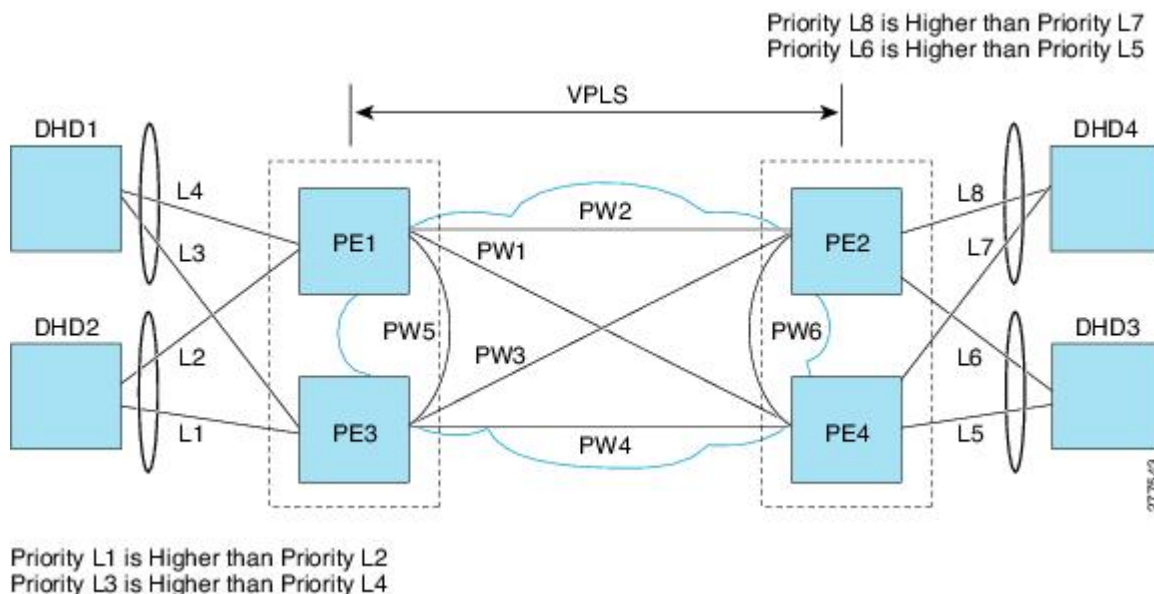 Priority L8 is Higher than Priority L7
Priority L6 is Higher than Priority L5
VPLS
DHD1
DHD4
L4
L8
PW2
PE1
PE2
L3
PW1
L7
DHD2
PW5
PW6
DHD3
L2
PW3
L6
L1
PE3
PW4
PE4
L5
277543
Priority L1 is Higher than Priority L2
Priority L3 is Higher than Priority L4